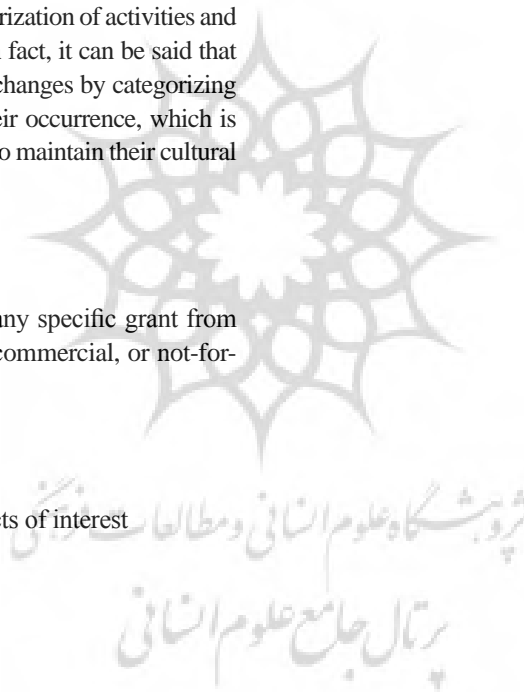 rization of activities and
fact, it can be said that
changes by categorizing
eir occurrence, which is
o maintain their cultural
any specific grant from
commercial, or not-for-
ts of interest
پژوهشگاه علوم انسانی و مطالعات فرهنگی
پرتال جامع علوم انسانی